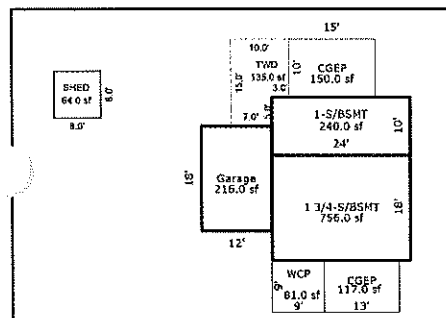 15'
10.0'
TWD
135.0 sf
3.0'
15.0'
7.0'
5.0'
10'
CGEP
150.0 sf
SHED
64.0 sf
8.0'
8.0'
1-S/BSMT
240.0 sf
24'
10'
Garage
216.0 sf
18'
12'
1 3/4-S/BSMT
756.0 sf
18'
WCP
81.0 sf
9'
9'
CGEP
117.0 sf
13'